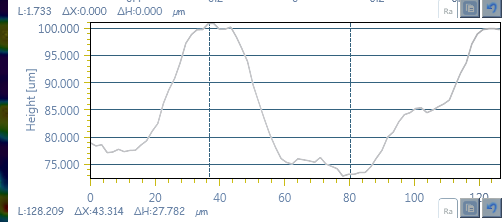 L:1.733 ΔX:0.000 ΔH:0.000 µm
Ra
100.000
95.000
90.000
85.000
80.000
75.000
Height [um]
0 20 40 60 80 100 120
L:128.209 ΔX:43.314 ΔH:27.782 µm
Ra